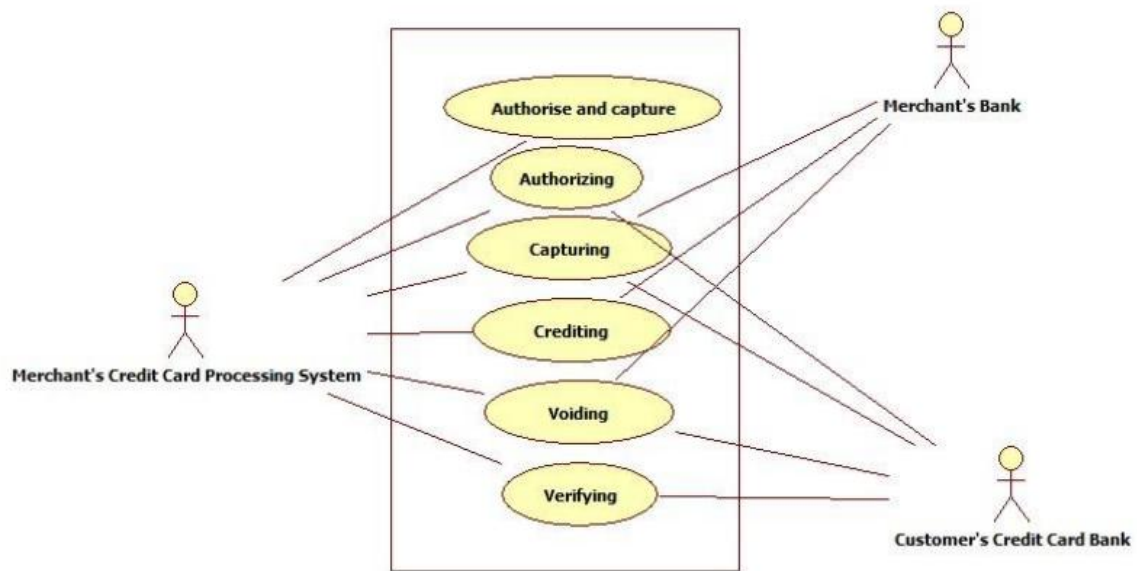 Merchant's Bank
Authorise and capture
Authorizing
Capturing
Crediting
Merchant's Credit Card Processing System
Voiding
Verifying
Customer's Credit Card Bank